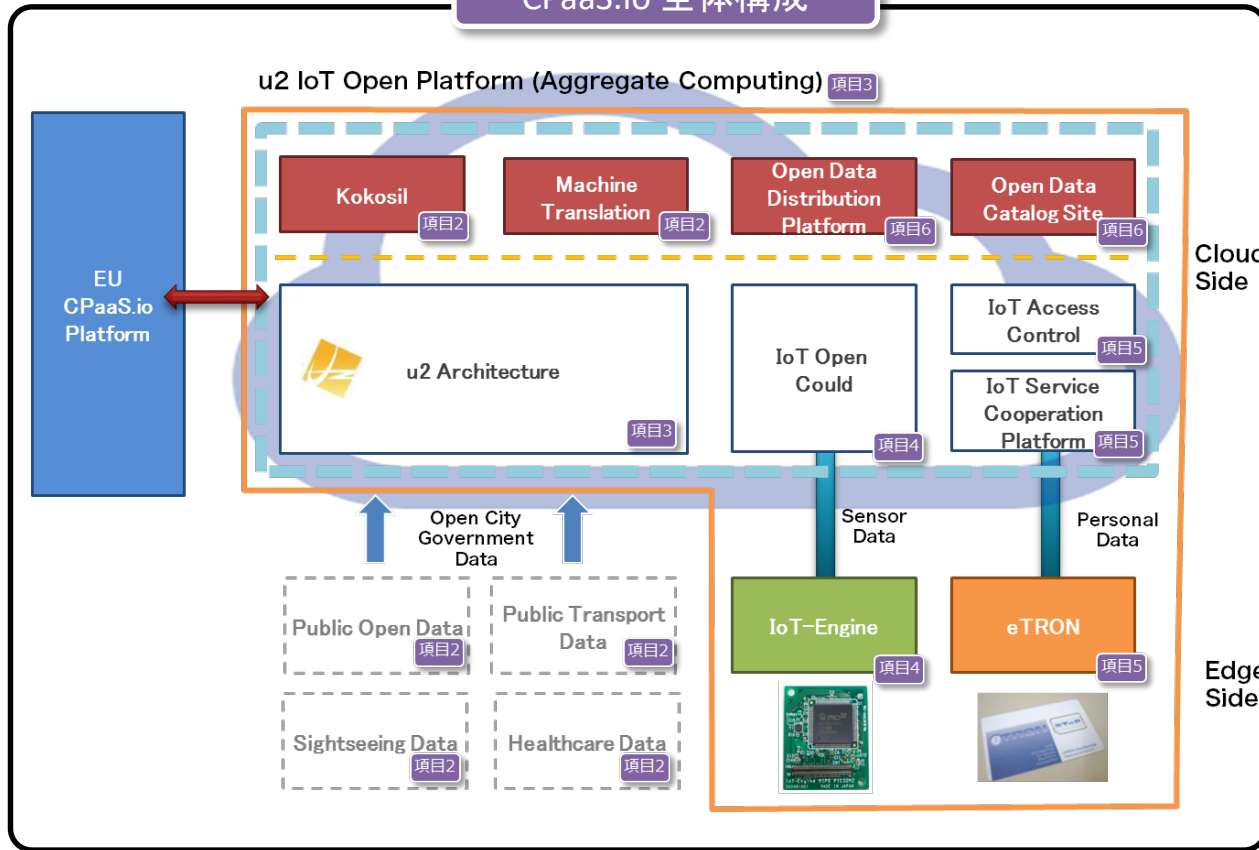 CPaaS.io 全体構成
u2 IoT Open Platform (Aggregate Computing) 項目3
EU
CPaaS.io
Platform
Kokosil
項目2
Machine
Translation
項目2
Open Data
Distribution
Platform
項目6
Open Data
Catalog Site
項目6
Cloud
Side
u2 Architecture
項目3
IoT Open
Could
項目4
IoT Access
Control
項目5
IoT Service
Cooperation
Platform
項目5
Open City
Government
Data
Sensor
Data
Personal
Data
Public Open Data
項目2
Public Transport
Data
項目2
Sightseeing Data
項目2
Healthcare Data
項目2
IoT-Engine
項目4
eTRON
項目5
Edge
Side